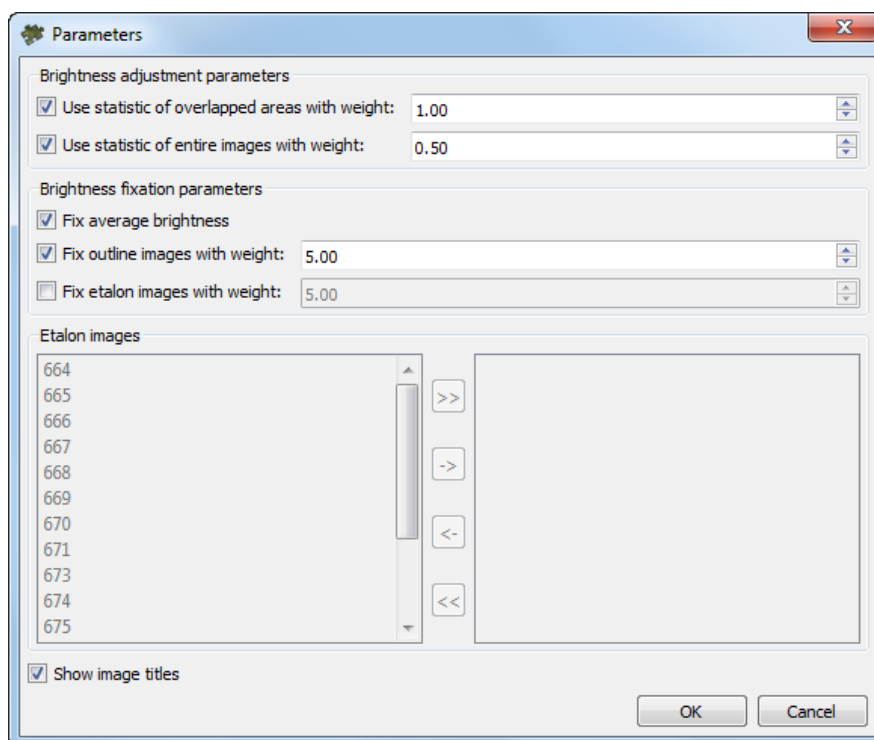 Parameters
Brightness adjustment parameters
Use statistic of overlapped areas with weight: 1.00
Use statistic of entire images with weight: 0.50
Brightness fixation parameters
Fix average brightness
Fix outline images with weight: 5.00
Fix etalon images with weight: 5.00
Etalon images
664
665
666
667
668
669
670
671
673
674
675
>>
->
<-
<<
Show image titles
OK Cancel